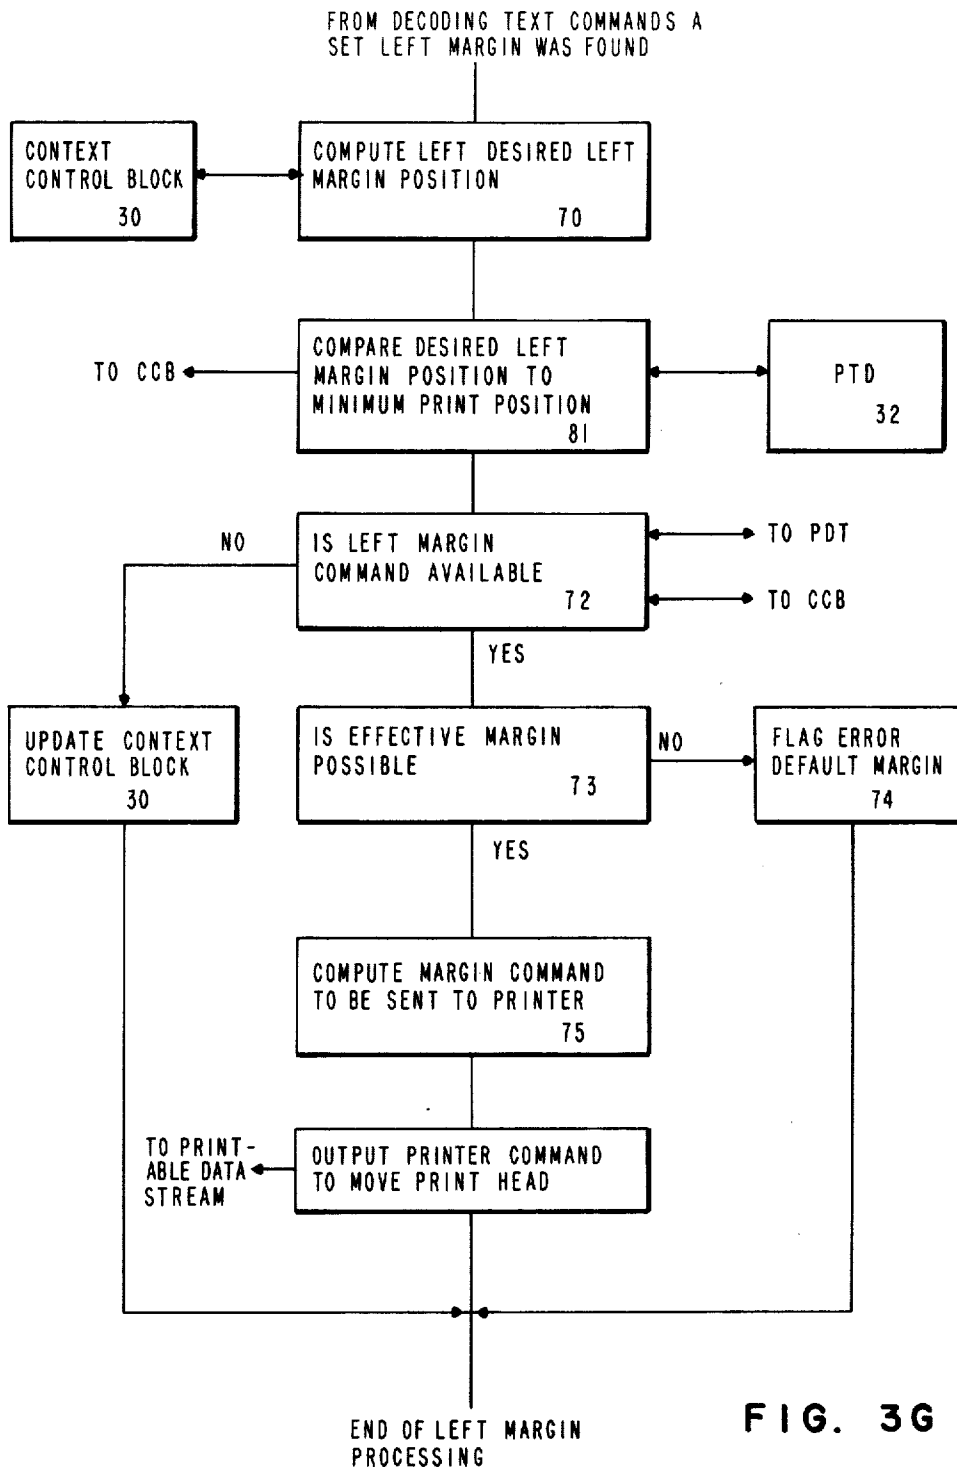 FROM DECODING TEXT COMMANDS A
SET LEFT MARGIN WAS FOUND
CONTEXT
CONTROL BLOCK
30
COMPUTE LEFT DESIRED LEFT
MARGIN POSITION
70
TO CCB
COMPARE DESIRED LEFT
MARGIN POSITION TO
MINIMUM PRINT POSITION
81
PTD
32
NO
IS LEFT MARGIN
COMMAND AVAILABLE
72
TO PDT
TO CCB
YES
UPDATE CONTEXT
CONTROL BLOCK
30
IS EFFECTIVE MARGIN
POSSIBLE
73
NO
FLAG ERROR
DEFAULT MARGIN
74
YES
COMPUTE MARGIN COMMAND
TO BE SENT TO PRINTER
75
TO PRINT-
ABLE DATA
STREAM
OUTPUT PRINTER COMMAND
TO MOVE PRINT HEAD
END OF LEFT MARGIN
PROCESSING
FIG. 3G